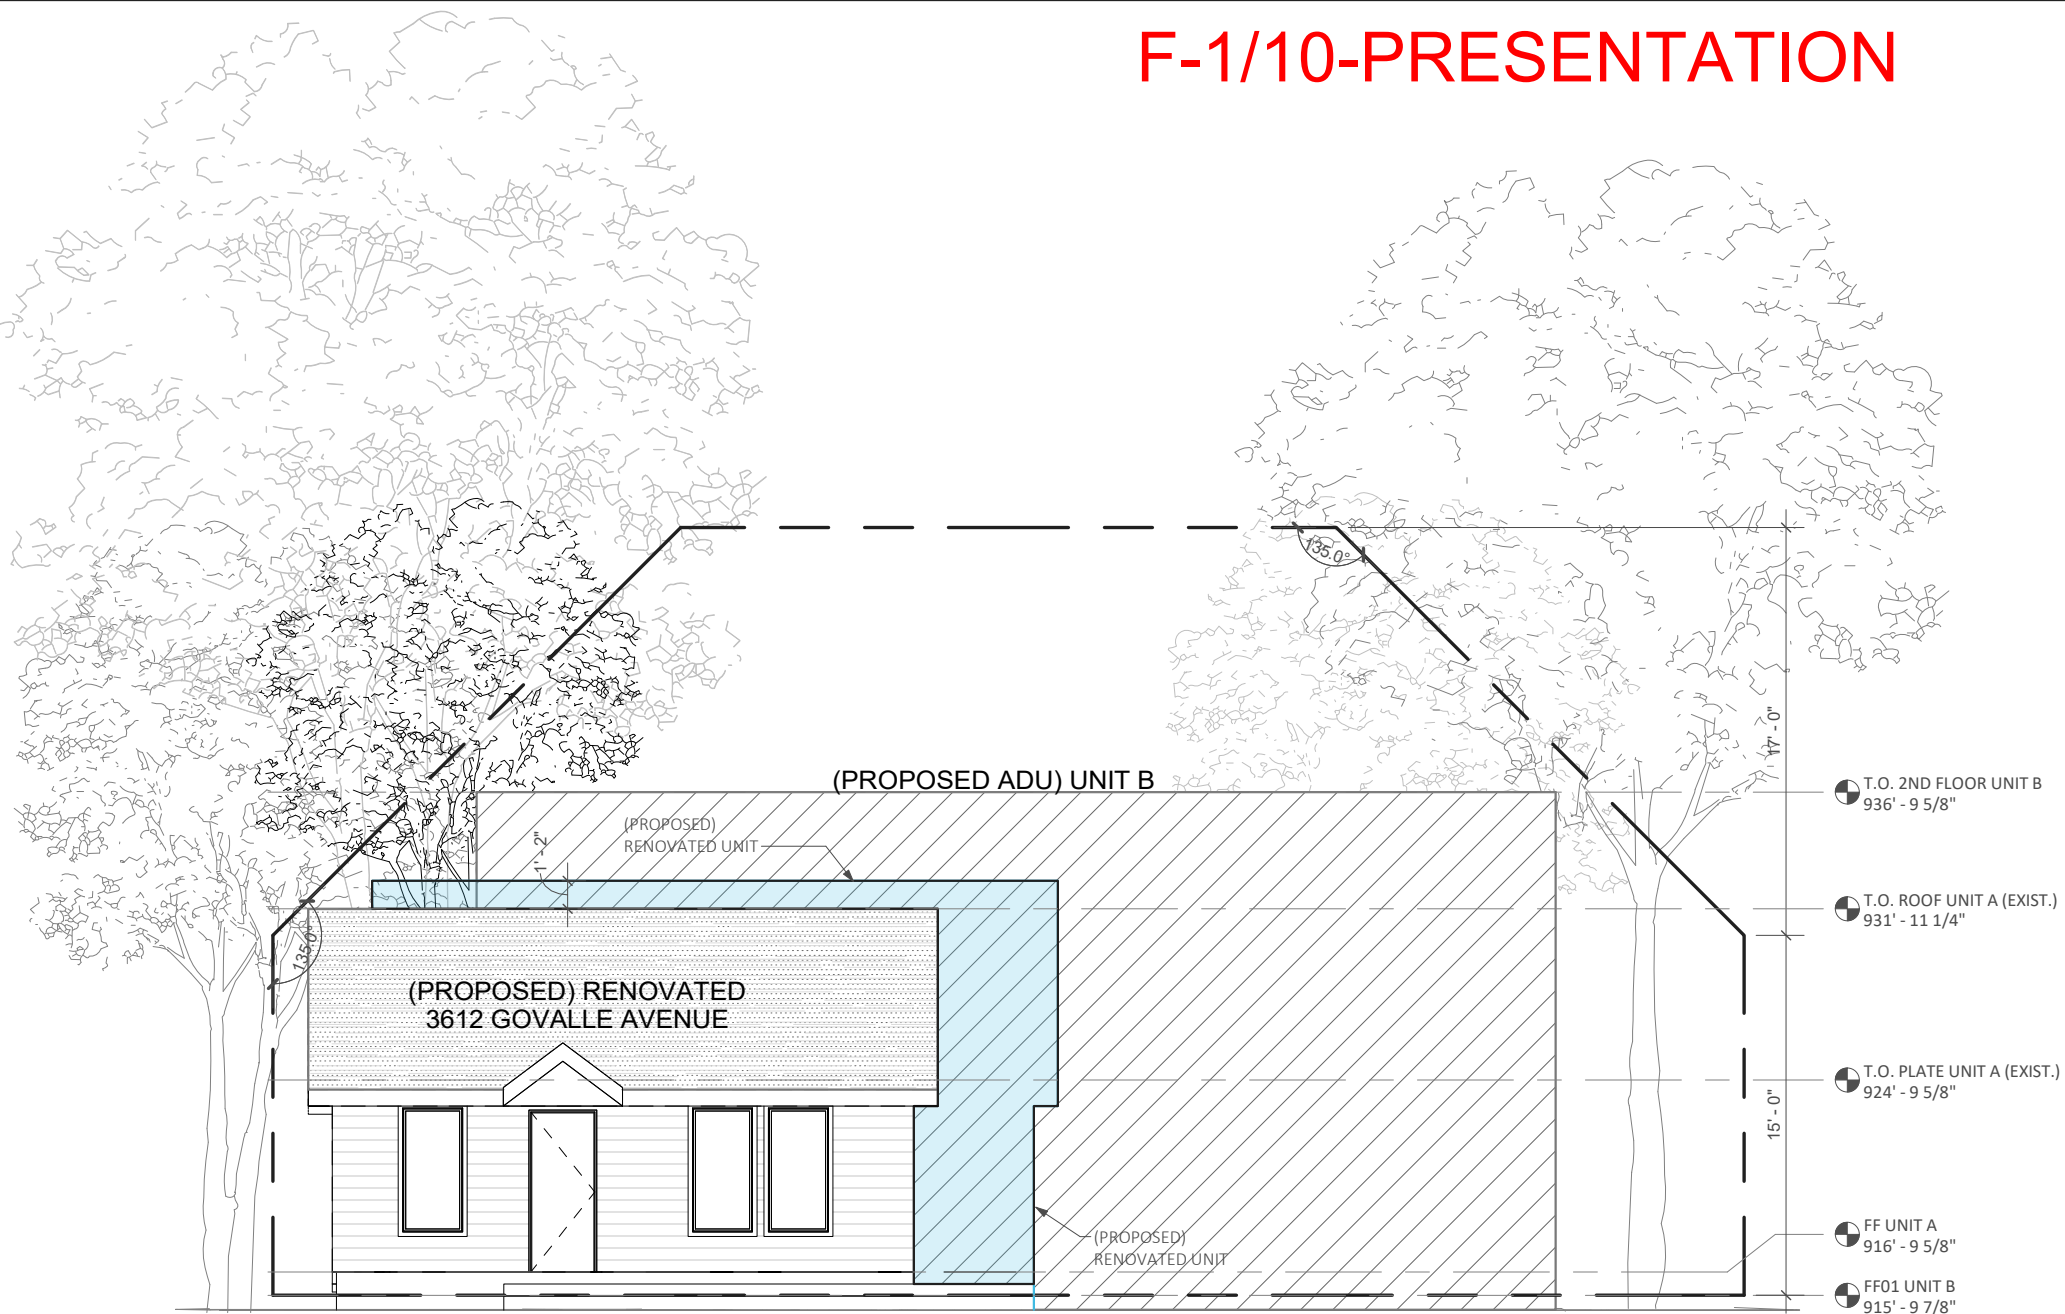 F-1/10-PRESENTATION
135.0°
17' - 0"
(PROPOSED ADU) UNIT B
T.O. 2ND FLOOR UNIT B
936' - 9 5/8"
(PROPOSED)
RENOVATED UNIT
1' - 2"
T.O. ROOF UNIT A (EXIST.)
931' - 11 1/4"
135.0°
(PROPOSED) RENOVATED
3612 GOVALLE AVENUE
T.O. PLATE UNIT A (EXIST.)
924' - 9 5/8"
15' - 0"
FF UNIT A
916' - 9 5/8"
(PROPOSED)
RENOVATED UNIT
FF01 UNIT B
915' - 9 7/8"